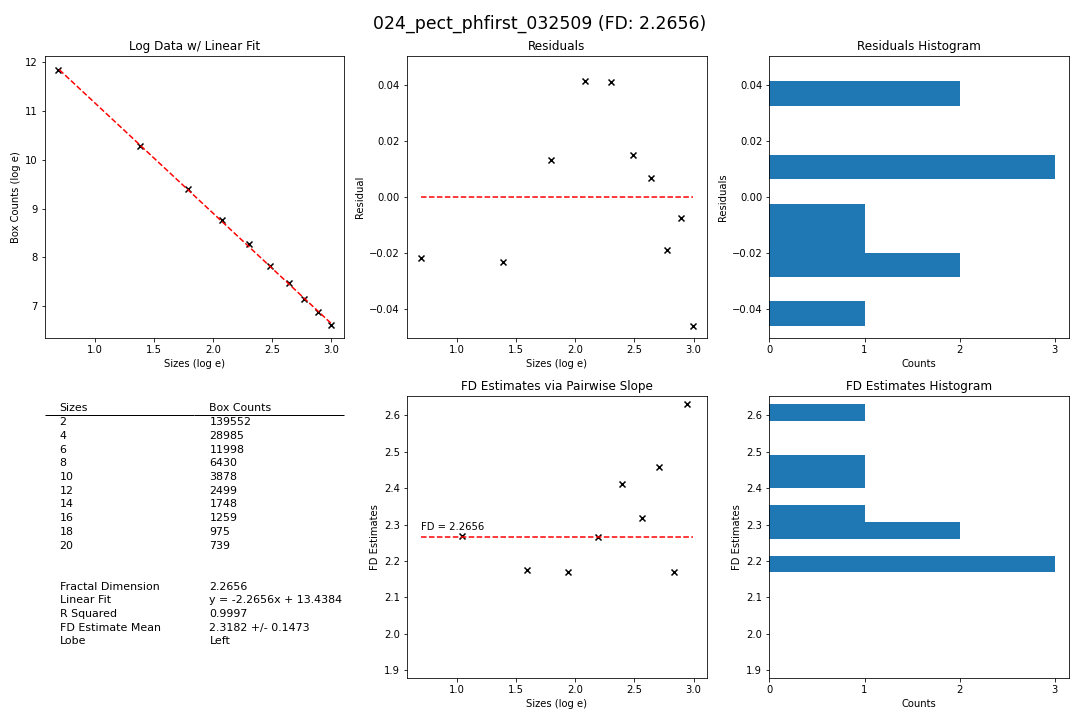 024_pect_phfirst_032509 (FD: 2.2656)
Log Data w/ Linear Fit
12
11
10
9
8
7
Box Counts (log e)
1.0 1.5 2.0 2.5 3.0
Sizes (log e)
Residuals
0.04
0.02
0.00
−0.02
−0.04
Residual
1.0 1.5 2.0 2.5 3.0
Sizes (log e)
Residuals Histogram
0.04
0.02
0.00
−0.02
−0.04
Residuals
0 1 2 3
Counts
Sizes Box Counts
2 139552
4 28985
6 11998
8 6430
10 3878
12 2499
14 1748
16 1259
18 975
20 739
Fractal Dimension 2.2656
Linear Fit y = -2.2656x + 13.4384
R Squared 0.9997
FD Estimate Mean 2.3182 +/- 0.1473
Lobe Left
FD Estimates via Pairwise Slope
2.6
2.5
2.4
2.3
2.2
2.1
2.0
1.9
FD Estimates
FD = 2.2656
1.0 1.5 2.0 2.5 3.0
Sizes (log e)
FD Estimates Histogram
2.6
2.5
2.4
2.3
2.2
2.1
2.0
1.9
FD Estimates
0 1 2 3
Counts